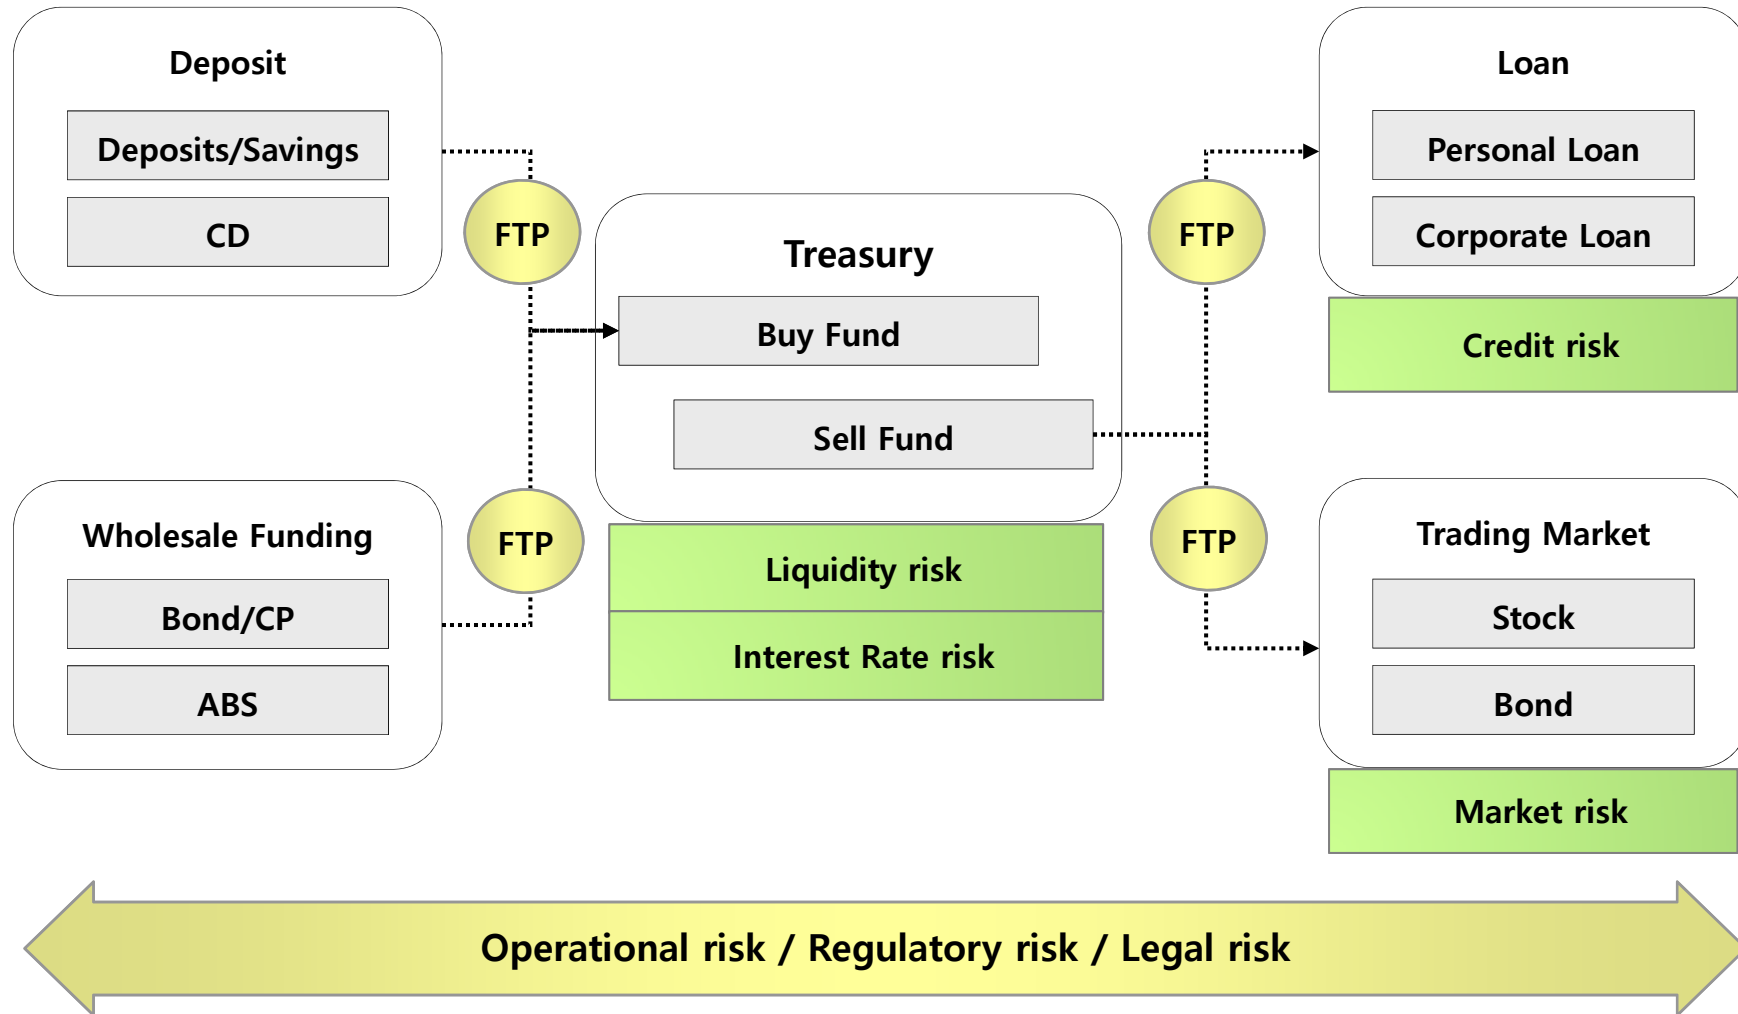 Deposit
Deposits/Savings
CD
FTP
Wholesale Funding
Bond/CP
ABS
FTP
Treasury
Buy Fund
Sell Fund
Liquidity risk
Interest Rate risk
FTP
FTP
Loan
Personal Loan
Corporate Loan
Credit risk
Trading Market
Stock
Bond
Market risk
Operational risk / Regulatory risk / Legal risk